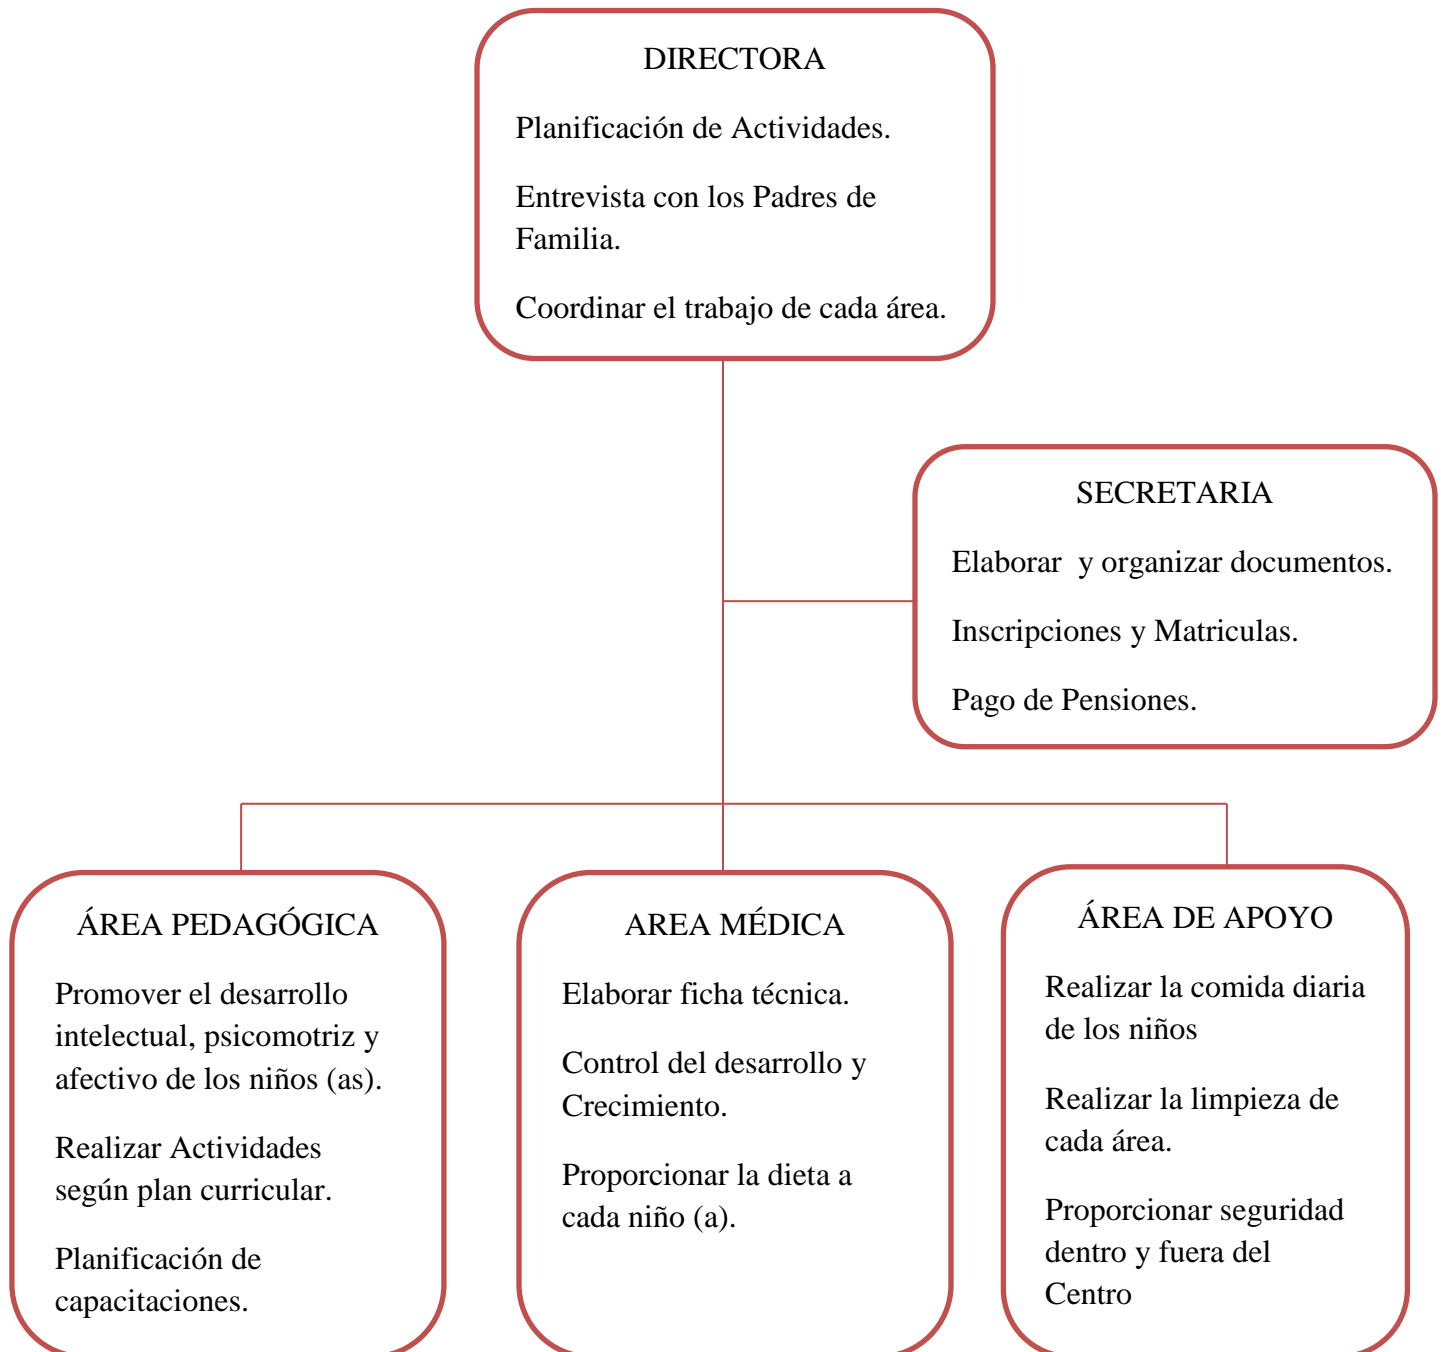 DIRECTORA
Planificación de Actividades.
Entrevista con los Padres de
Familia.
Coordinar el trabajo de cada área.
SECRETARIA
Elaborar  y organizar documentos.
Inscripciones y Matriculas.
Pago de Pensiones.
ÁREA PEDAGÓGICA
Promover el desarrollo
intelectual, psicomotriz y
afectivo de los niños (as).
Realizar Actividades
según plan curricular.
Planificación de
capacitaciones.
AREA MÉDICA
Elaborar ficha técnica.
Control del desarrollo y
Crecimiento.
Proporcionar la dieta a
cada niño (a).
ÁREA DE APOYO
Realizar la comida diaria
de los niños
Realizar la limpieza de
cada área.
Proporcionar seguridad
dentro y fuera del
Centro